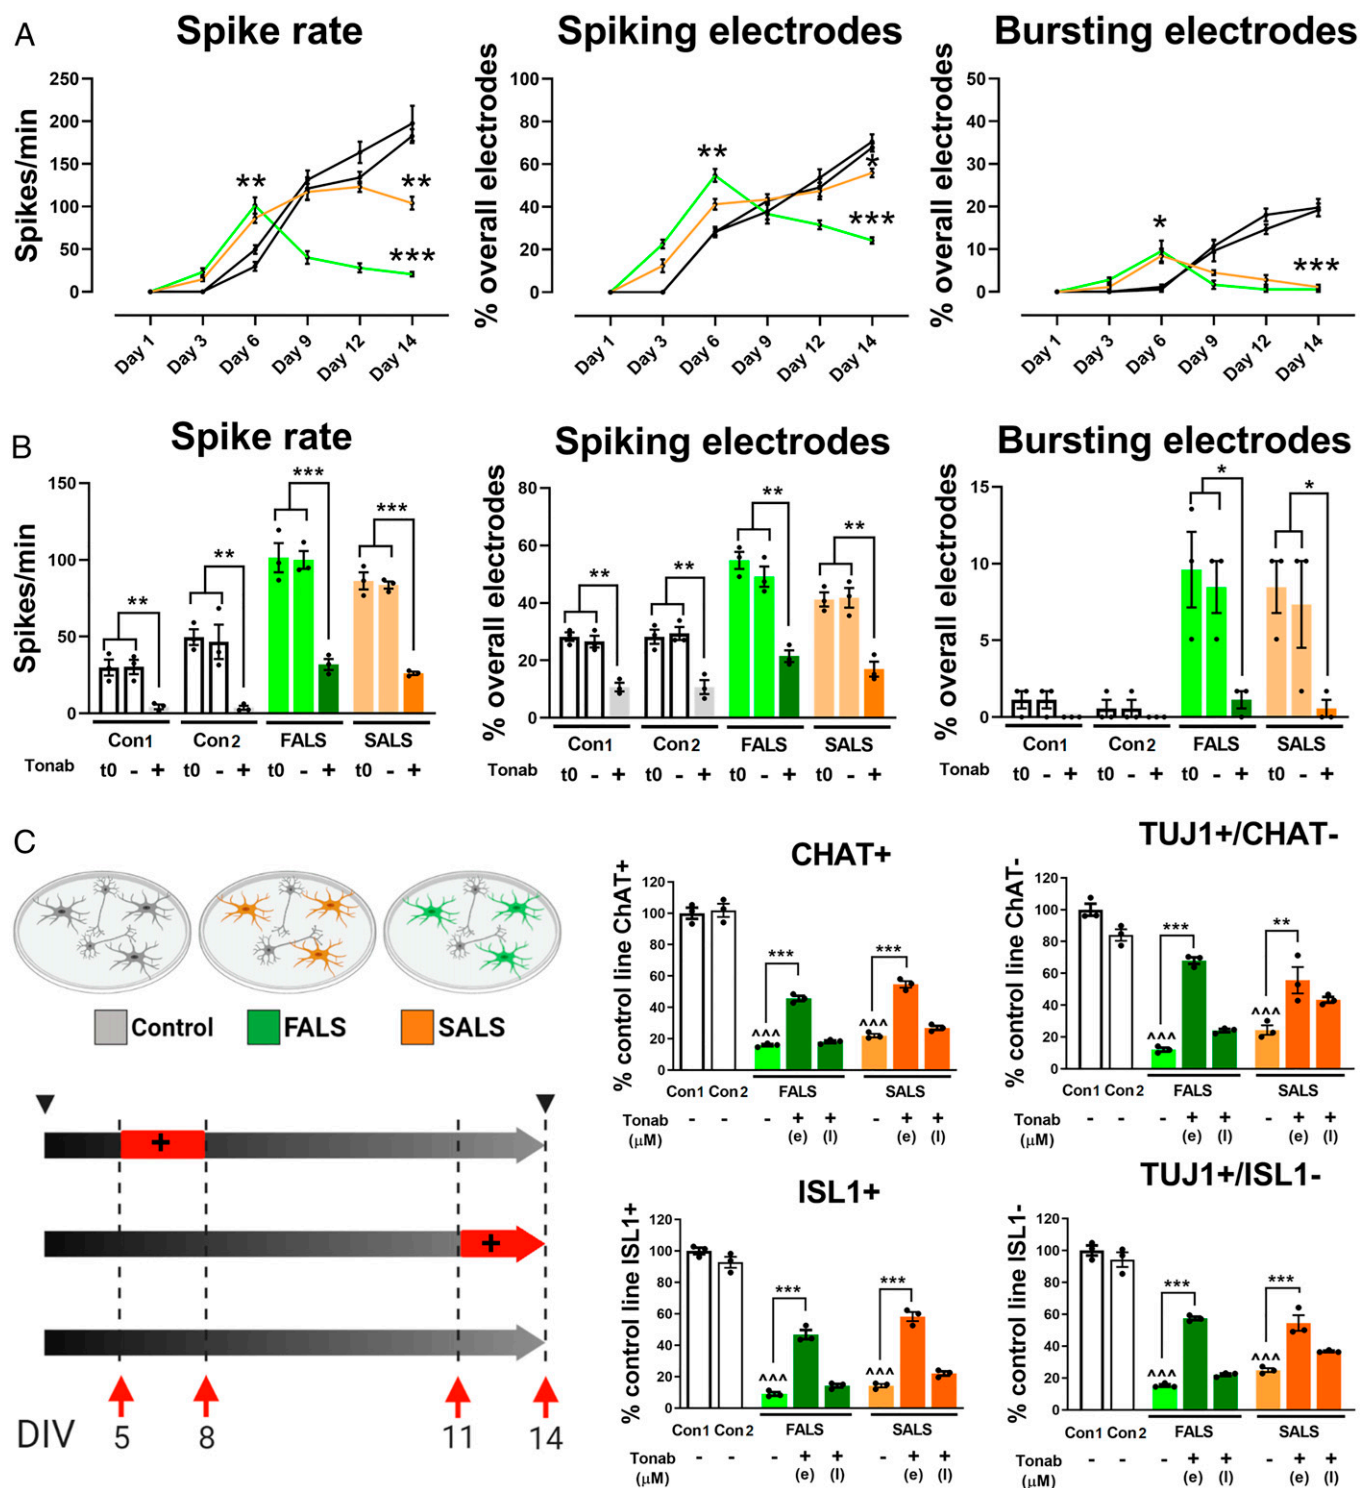 A
Spike rate
Spiking electrodes
Bursting electrodes
Spikes/min
250
200
150
100
50
0
**
**
***
Day 1
Day 3
Day 6
Day 9
Day 12
Day 14
% overall electrodes
100
80
60
40
20
0
**
*
***
Day 1
Day 3
Day 6
Day 9
Day 12
Day 14
% overall electrodes
50
40
30
20
10
0
*
***
Day 1
Day 3
Day 6
Day 9
Day 12
Day 14
B
Spike rate
Spiking electrodes
Bursting electrodes
Spikes/min
150
100
50
0
**
**
***
***
Con1
Con2
FALS
SALS
Tonab
t0 - + t0 - + t0 - + t0 - +
% overall electrodes
80
60
40
20
0
**
**
**
**
Con1
Con2
FALS
SALS
Tonab
t0 - + t0 - + t0 - + t0 - +
% overall electrodes
15
10
5
0
*
*
Con1
Con2
FALS
SALS
Tonab
t0 - + t0 - + t0 - + t0 - +
C
Control
FALS
SALS
+
+
DIV
5
8
11
14
CHAT+
% control line ChAT+
120
100
80
60
40
20
0
^^^
***
^^^
***
Con1 Con2
FALS
SALS
Tonab
(μM)
- - - + + - + +
(e) (l) (e) (l)
TUJ1+/CHAT-
% control line ChAT-
120
100
80
60
40
20
0
^^^
***
^^^
**
Con1 Con2
FALS
SALS
Tonab
(μM)
- - - + + - + +
(e) (l) (e) (l)
ISL1+
% control line ISL1+
120
100
80
60
40
20
0
^^^
***
^^^
***
Con1 Con2
FALS
SALS
Tonab
(μM)
- - - + + - + +
(e) (l) (e) (l)
TUJ1+/ISL1-
% control line ISL1-
120
100
80
60
40
20
0
^^^
***
^^^
***
Con1 Con2
FALS
SALS
Tonab
(μM)
- - - + + - + +
(e) (l) (e) (l)